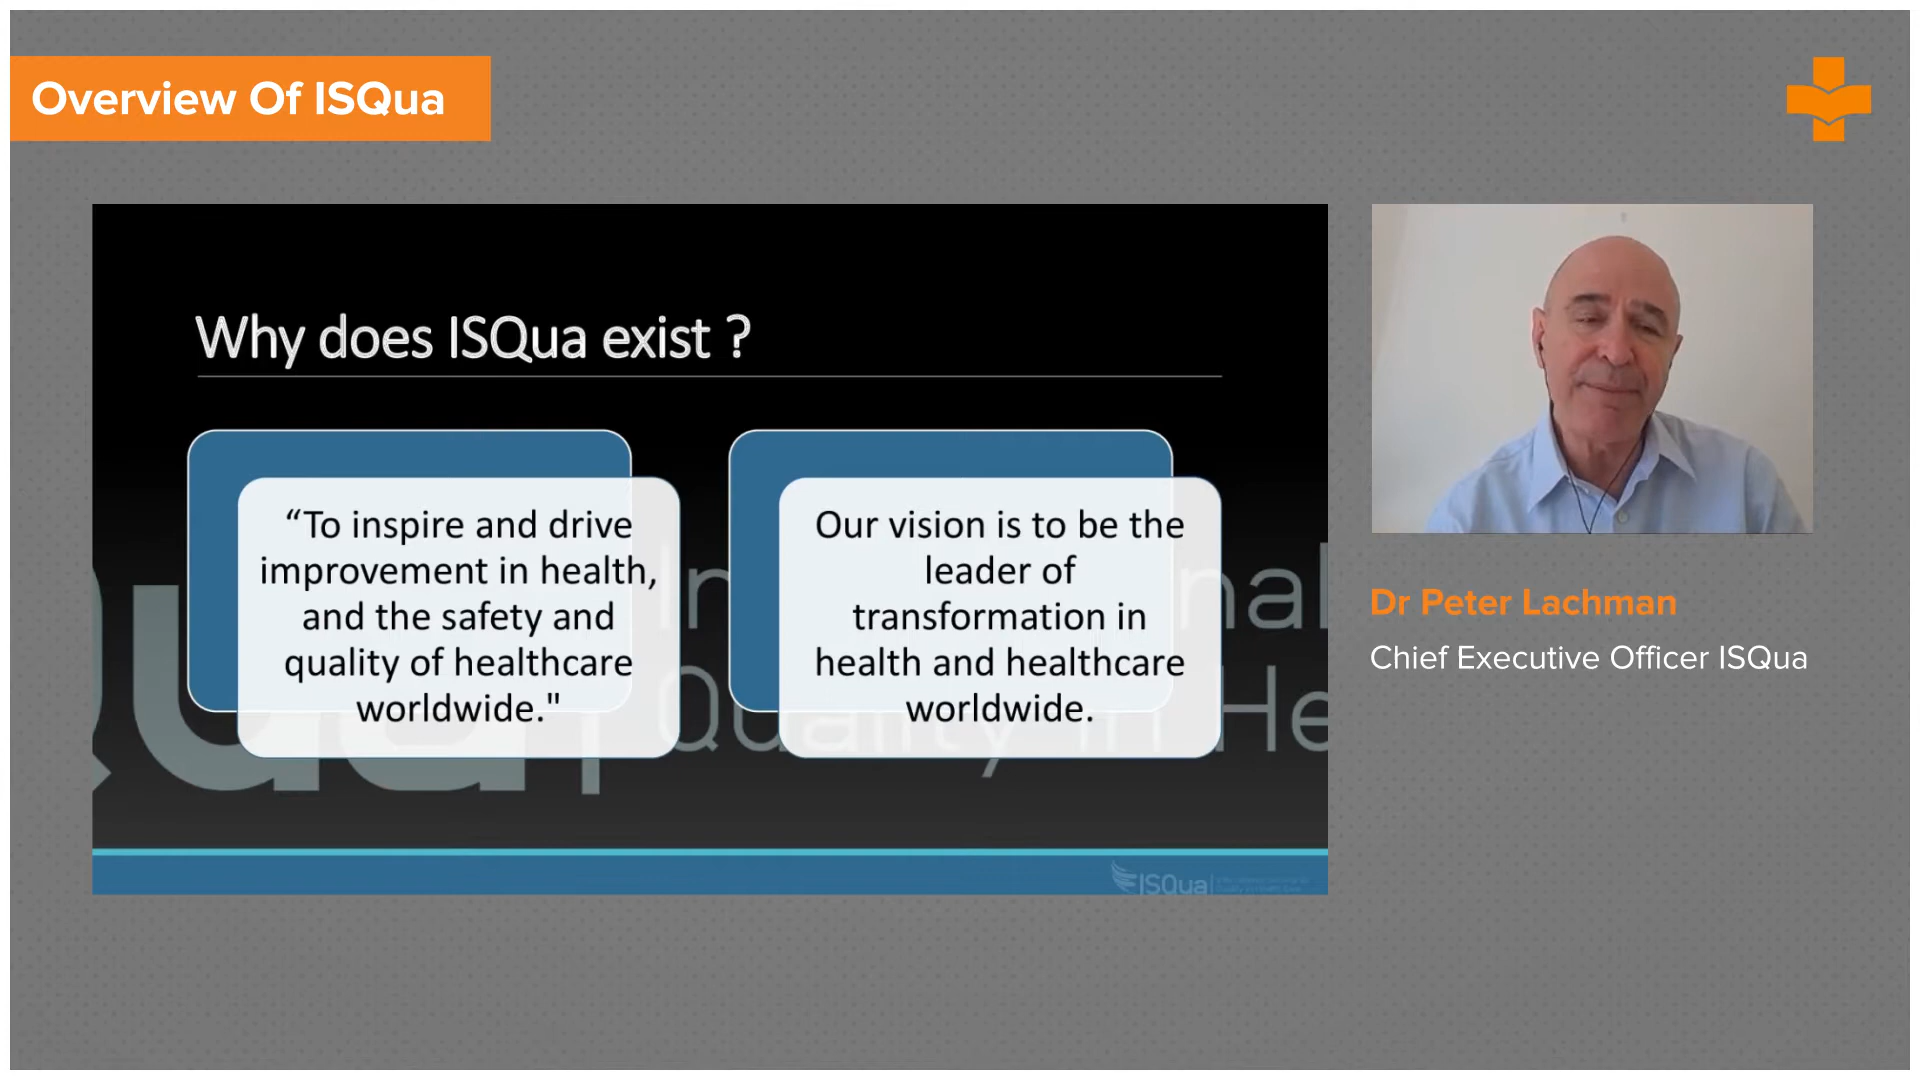 Overview Of ISQua
Why does ISQua exist ?
“To inspire and drive
improvement in health,
and the safety and
quality of healthcare
worldwide."
Our vision is to be the
leader of
transformation in
health and healthcare
worldwide.
ISQua
Dr Peter Lachman
Chief Executive Officer ISQua